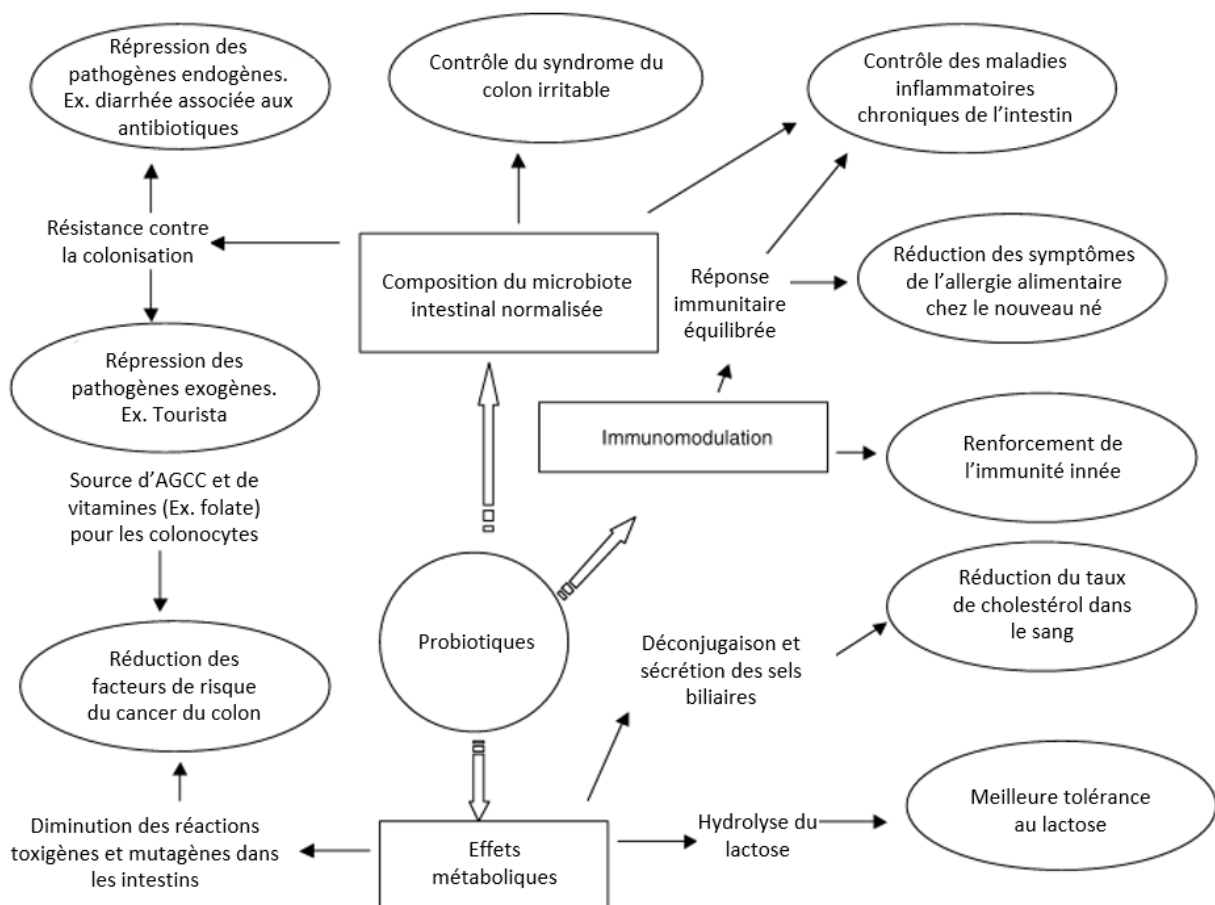 Répression des
pathogènes endogènes.
Ex. diarrhée associée aux
antibiotiques
Contrôle du syndrome du
colon irritable
Contrôle des maladies
inflammatoires
chroniques de l'intestin
Résistance contre
la colonisation
Composition du microbiote
intestinal normalisée
Réponse
immunitaire
équilibrée
Réduction des symptômes
de l'allergie alimentaire
chez le nouveau né
Répression des
pathogènes exogènes.
Ex. Tourista
Immunomodulation
Renforcement de
l'immunité innée
Source d'AGCC et de
vitamines (Ex. folate)
pour les colonocytes
Probiotiques
Réduction du taux
de cholestérol dans
le sang
Déconjugaison et
sécrétion des sels
biliaires
Réduction des
facteurs de risque
du cancer du colon
Diminution des réactions
toxigènes et mutagènes dans
les intestins
Effets
métaboliques
Hydrolyse du
lactose
Meilleure tolérance
au lactose